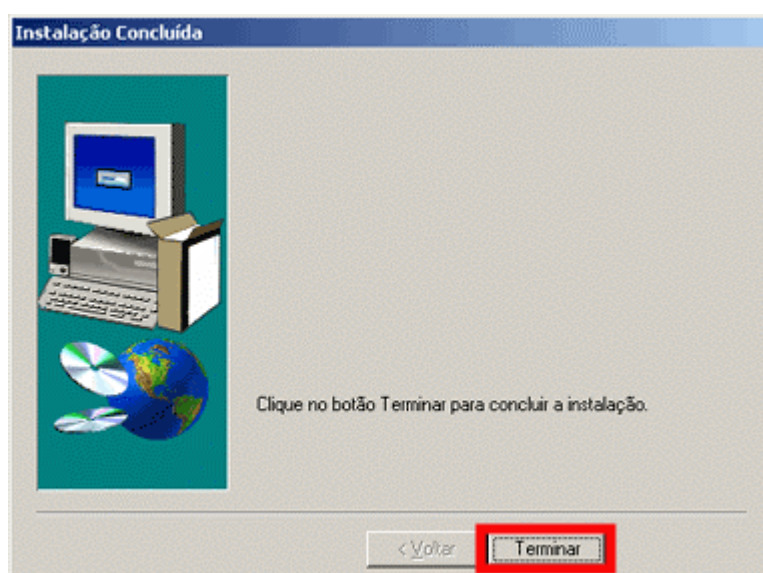 Instalação Concluída
Clique no botão Terminar para concluir a instalação.
< Voltar
Terminar